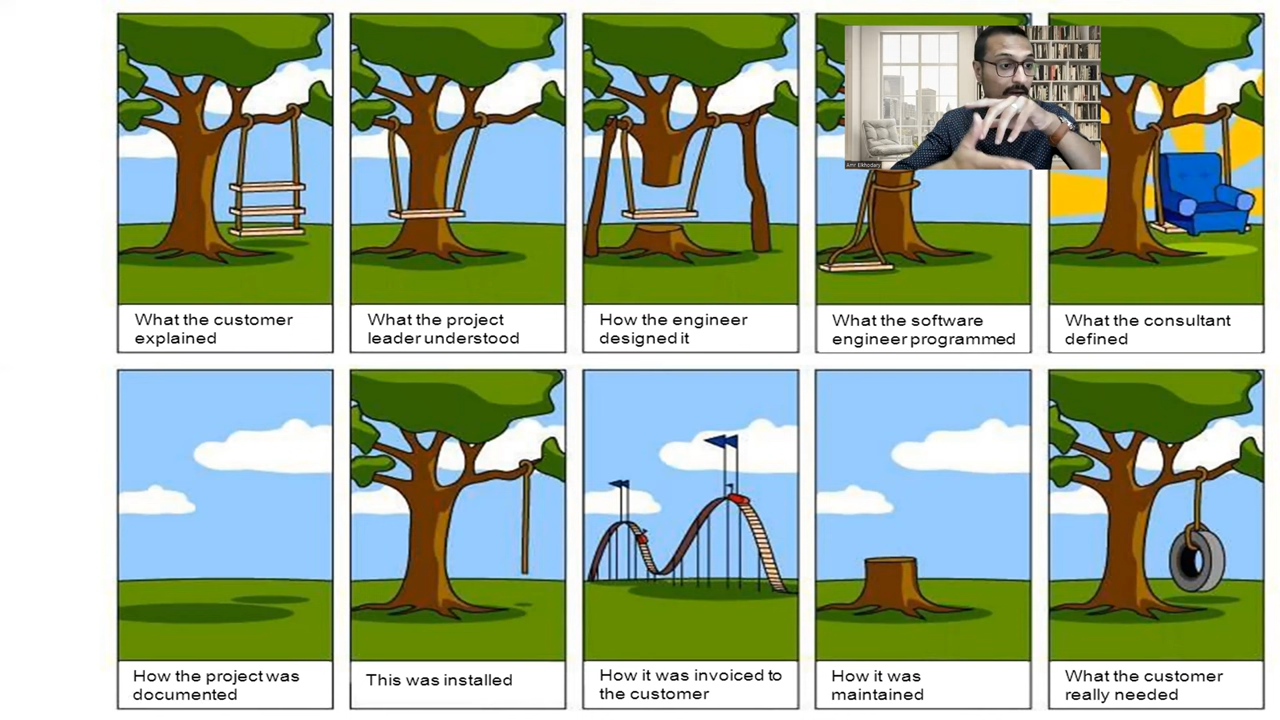 What the customer
explained
What the project
leader understood
How the engineer
designed it
What the software
engineer programmed
What the consultant
defined
Amr Elkhodary
How the project was
documented
This was installed
How it was invoiced to
the customer
How it was
maintained
What the customer
really needed